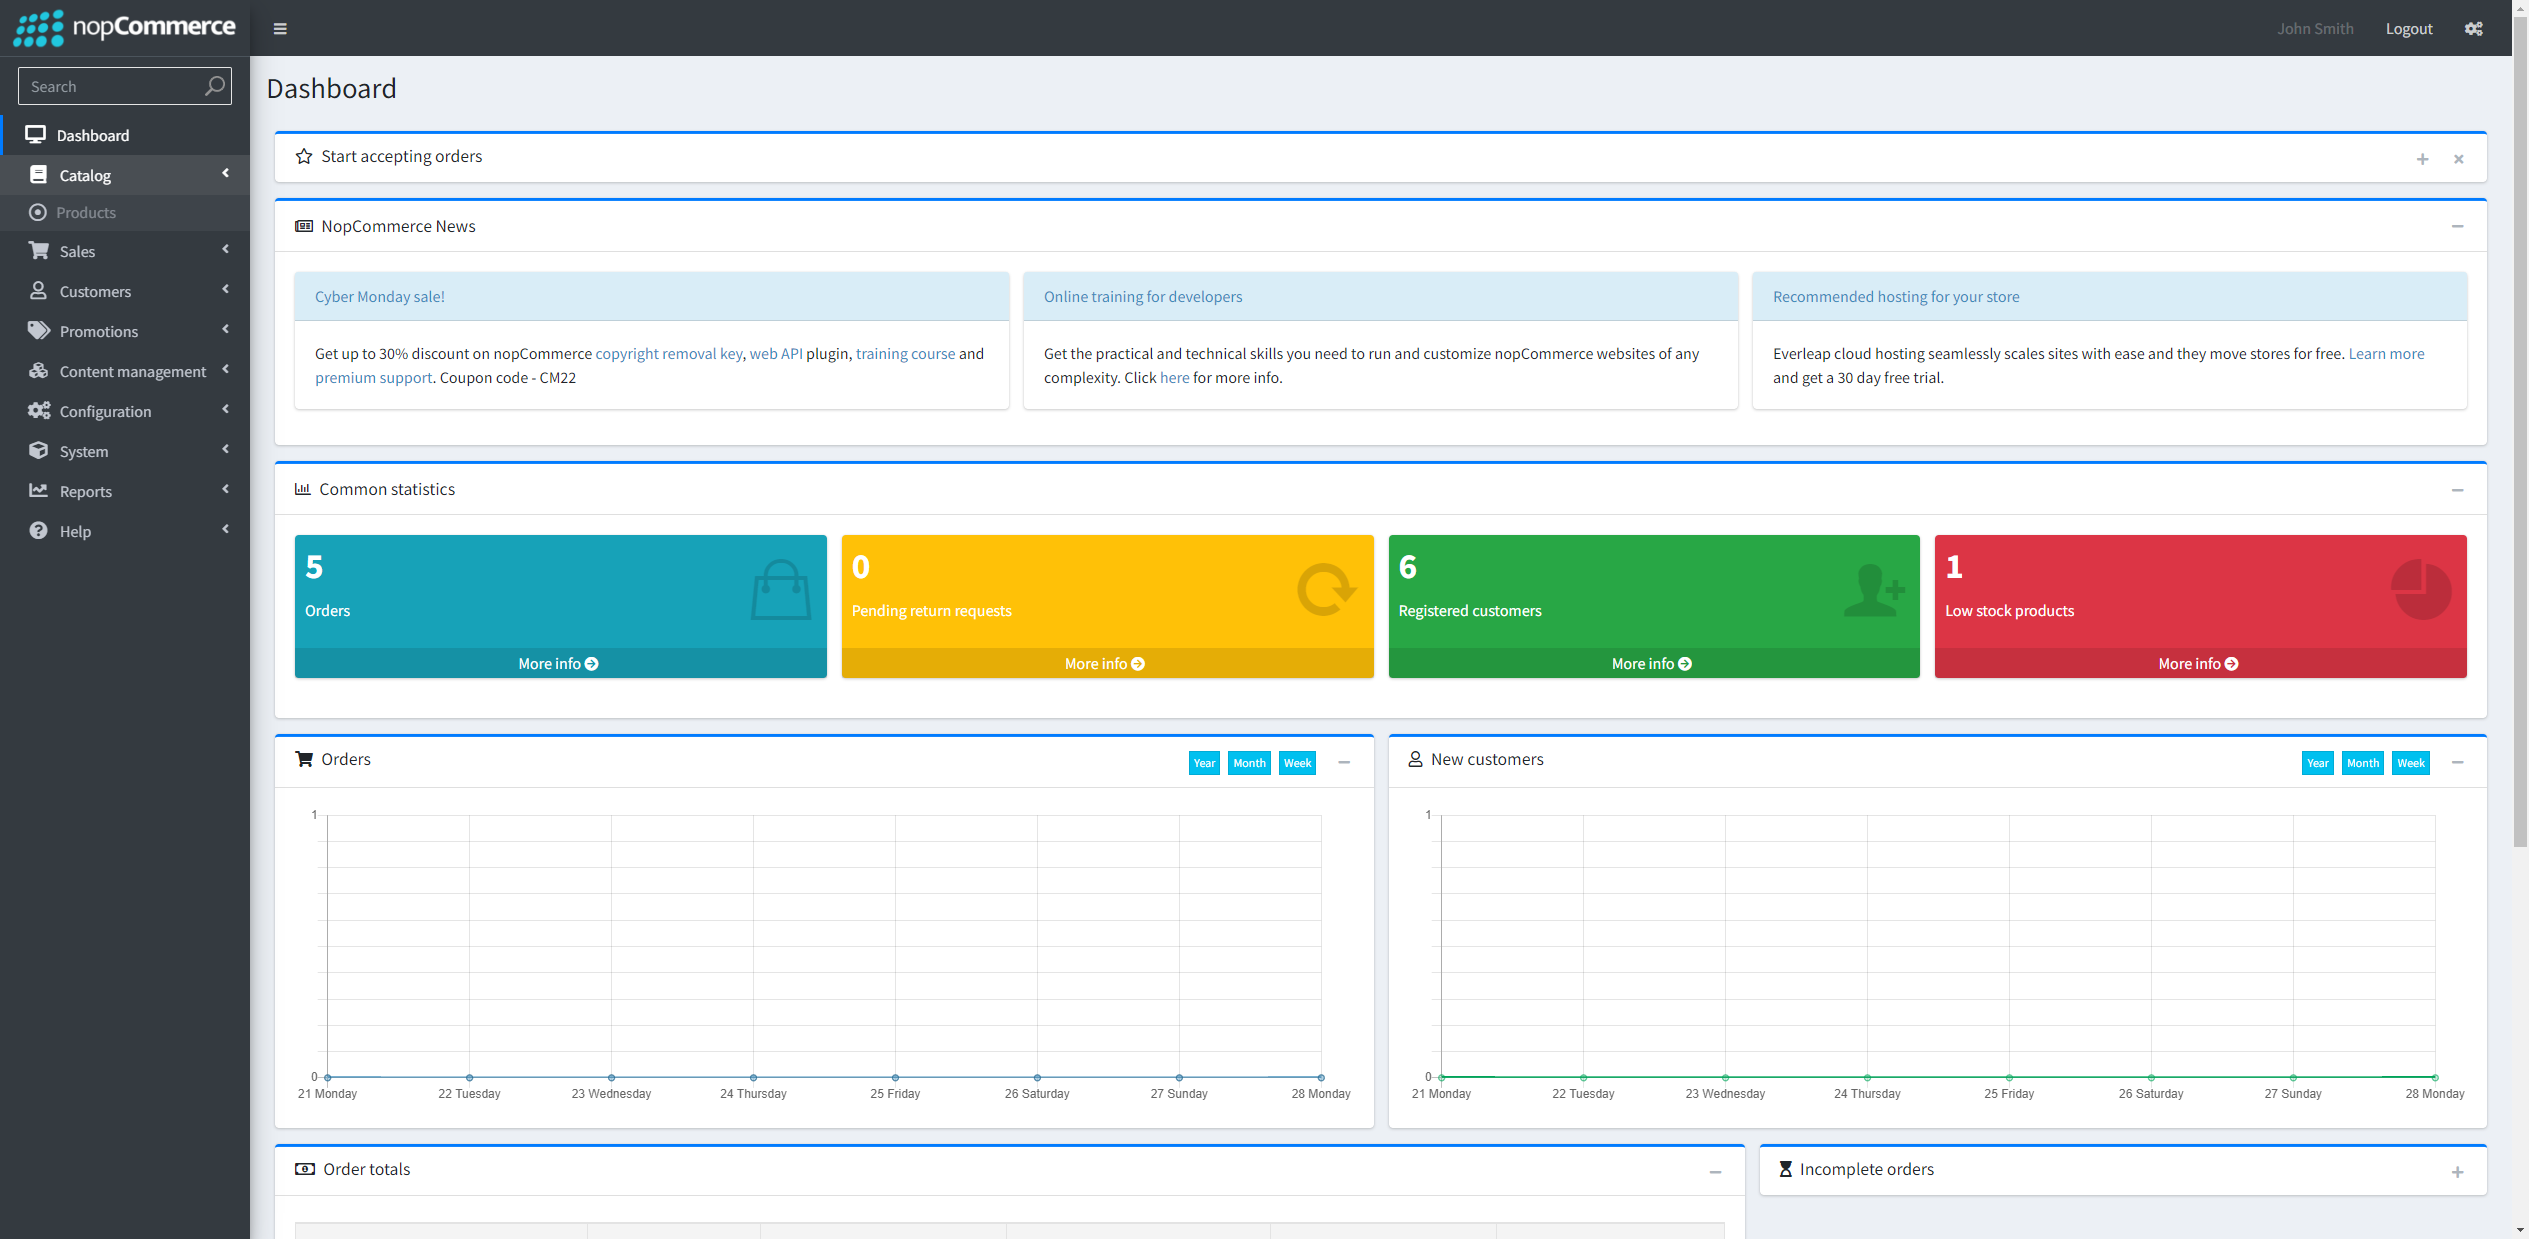 nopCommerce
John Smith
Logout
Search
Dashboard
Catalog
Products
Sales
Customers
Promotions
Content management
Configuration
System
Reports
Help
Dashboard
Start accepting orders
NopCommerce News
Cyber Monday sale!
Get up to 30% discount on nopCommerce copyright removal key, web API plugin, training course and
premium support. Coupon code - CM22
Online training for developers
Get the practical and technical skills you need to run and customize nopCommerce websites of any
complexity. Click here for more info.
Recommended hosting for your store
Everleap cloud hosting seamlessly scales sites with ease and they move stores for free. Learn more
and get a 30 day free trial.
Common statistics
5
Orders
More info
0
Pending return requests
More info
6
Registered customers
More info
1
Low stock products
More info
Orders
Year Month Week
1
0
21 Monday 22 Tuesday 23 Wednesday 24 Thursday 25 Friday 26 Saturday 27 Sunday 28 Monday
New customers
Year Month Week
1
0
21 Monday 22 Tuesday 23 Wednesday 24 Thursday 25 Friday 26 Saturday 27 Sunday 28 Monday
Order totals
Incomplete orders